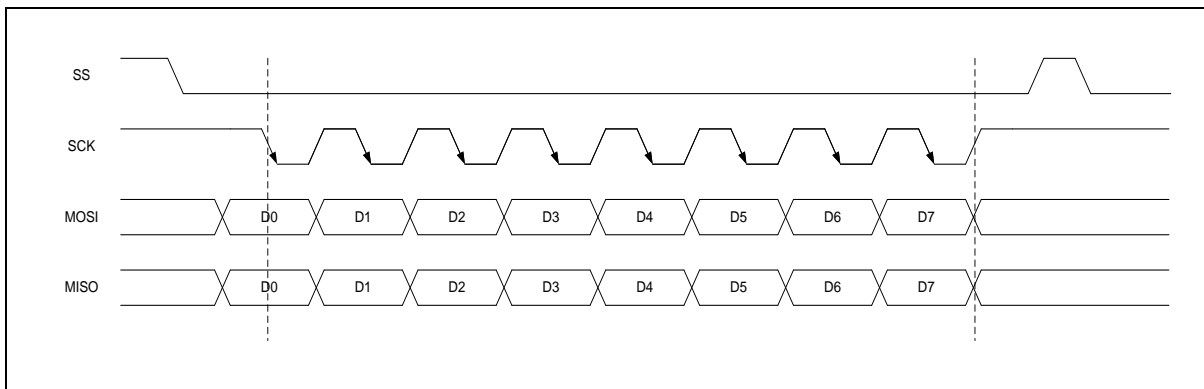 SS
SCK
MOSI D0 D1 D2 D3 D4 D5 D6 D7
MISO D0 D1 D2 D3 D4 D5 D6 D7